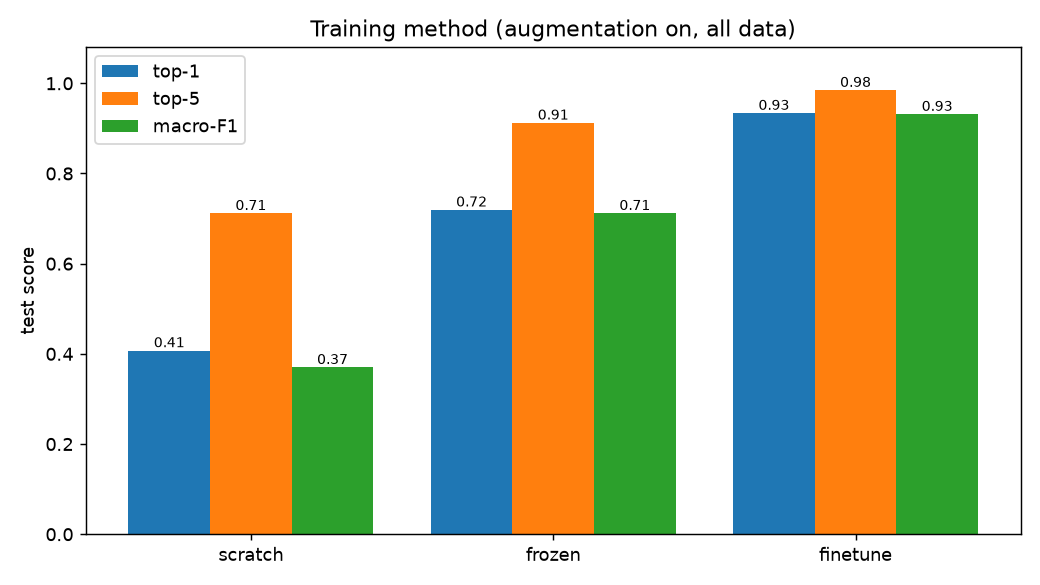 Training method (augmentation on, all data)
top-1
top-5
macro-F1
test score
1.0
0.8
0.6
0.4
0.2
0.0
0.41
0.71
0.37
0.72
0.91
0.71
0.93
0.98
0.93
scratch
frozen
finetune